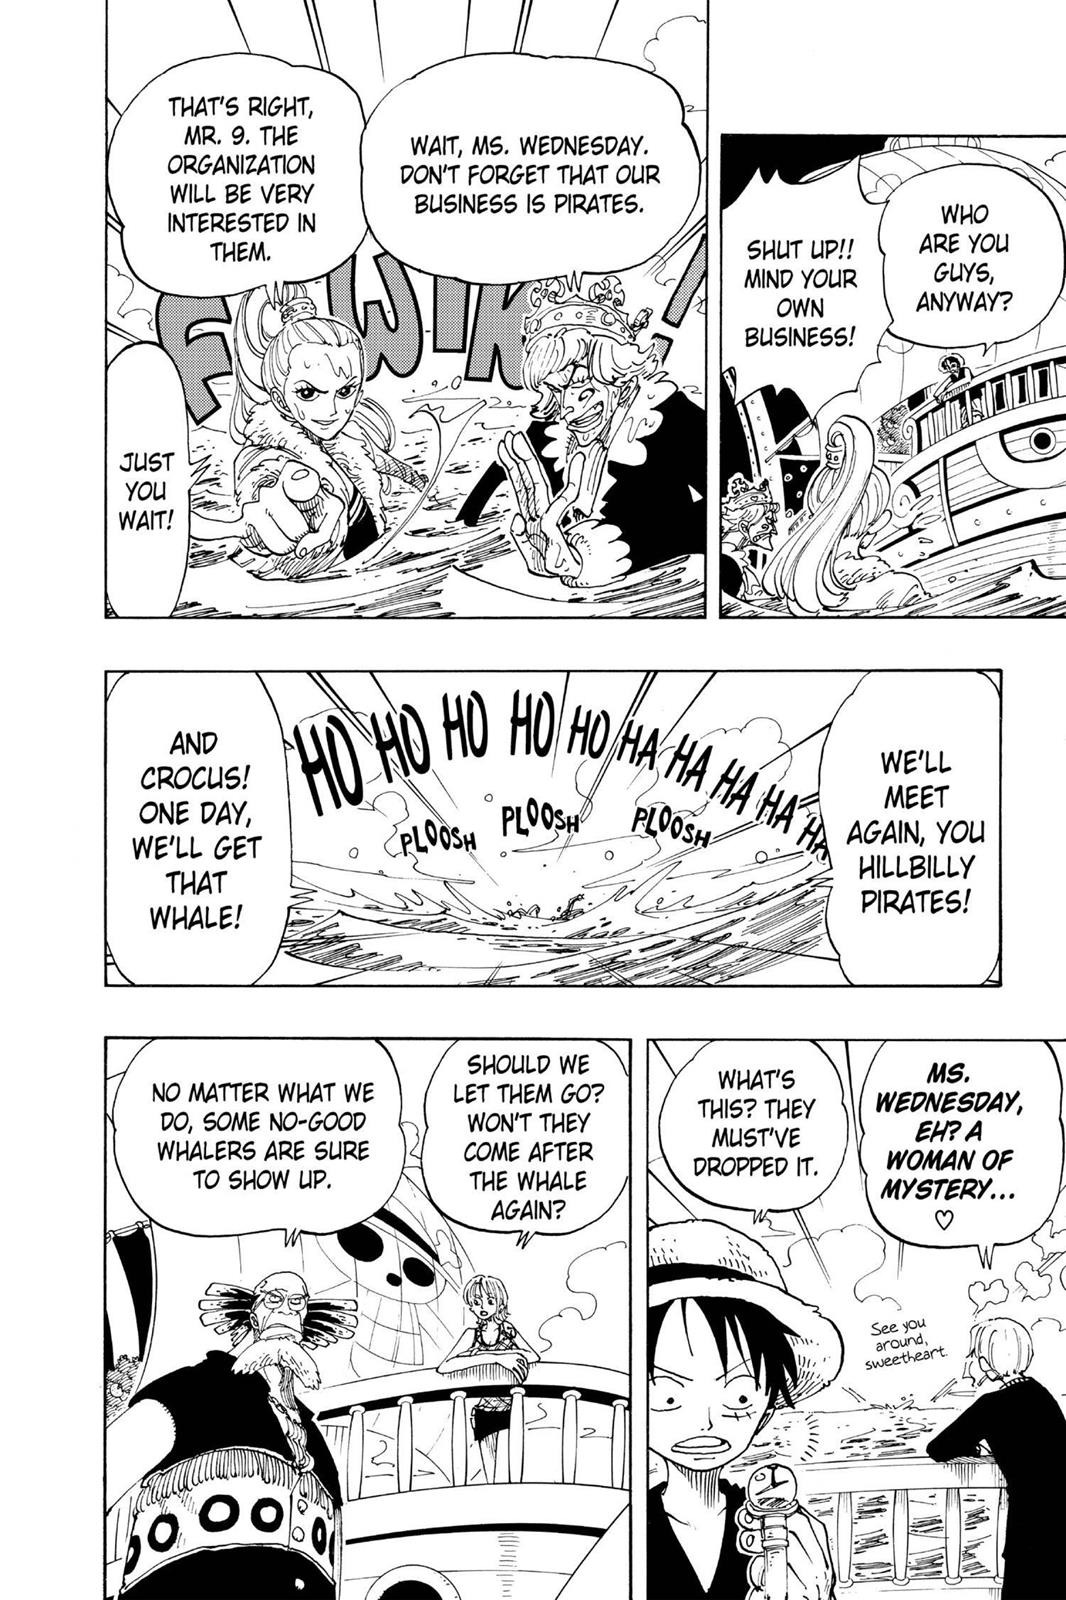 WHO
ARE YOU
GUYS,
ANYWAY?
SHUT UP!!
MIND YOUR
OWN
BUSINESS!
WAIT, MS. WEDNESDAY.
DON'T FORGET THAT OUR
BUSINESS IS PIRATES.
THAT'S RIGHT,
MR. 9. THE
ORGANIZATION
WILL BE VERY
INTERESTED IN
THEM.
JUST
YOU
WAIT!
WE'LL
MEET
AGAIN, YOU
HILLBILLY
PIRATES!
HO HO HO HO HO HA HA HA HA HA
PLOOSH
PLOOSH
PLOOSH
AND
CROCUS!
ONE DAY,
WE'LL GET
THAT
WHALE!
MS.
WEDNESDAY,
EH? A
WOMAN OF
MYSTERY...
♡
See you
around,
sweetheart.
WHAT'S
THIS? THEY
MUST'VE
DROPPED IT.
SHOULD WE
LET THEM GO?
WON'T THEY
COME AFTER
THE WHALE
AGAIN?
NO MATTER WHAT WE
DO, SOME NO-GOOD
WHALERS ARE SURE
TO SHOW UP.